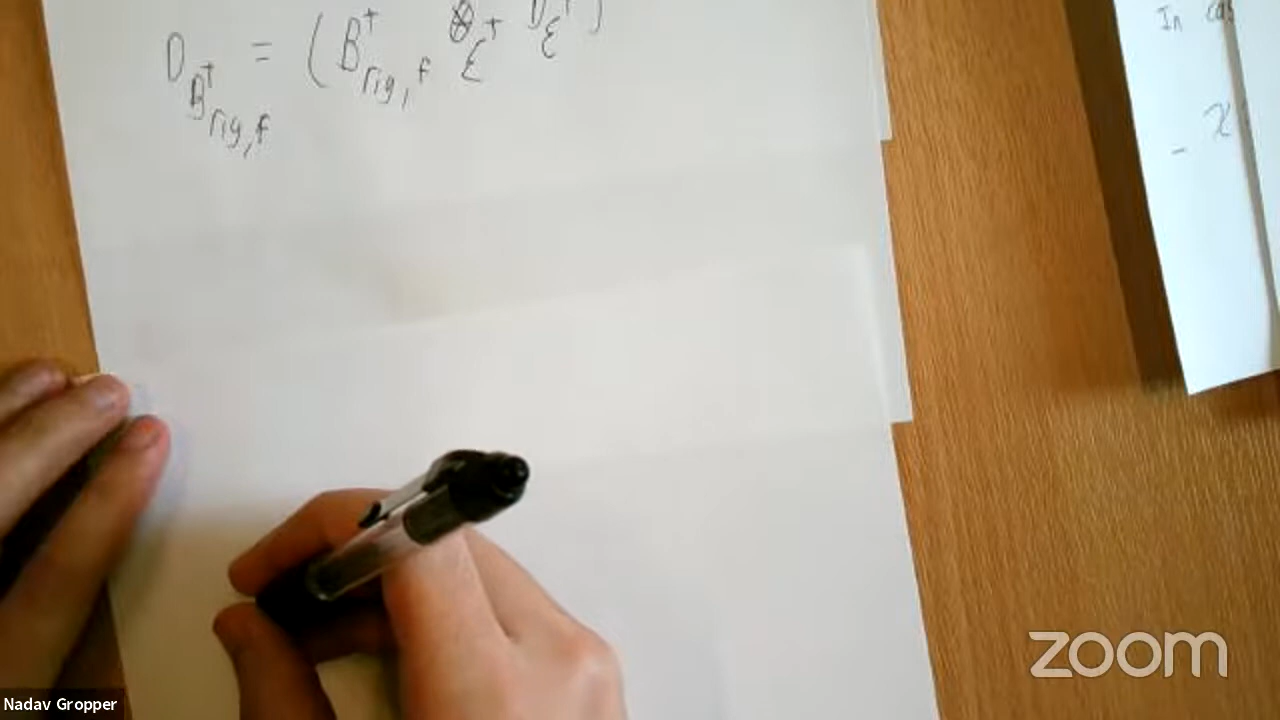 D_{B^†_{rig,f}} = (B^†_{rig,f} ⊗_{ε^†} D_{ε^†})
In cas
- χ
zoom
Nadav Gropper